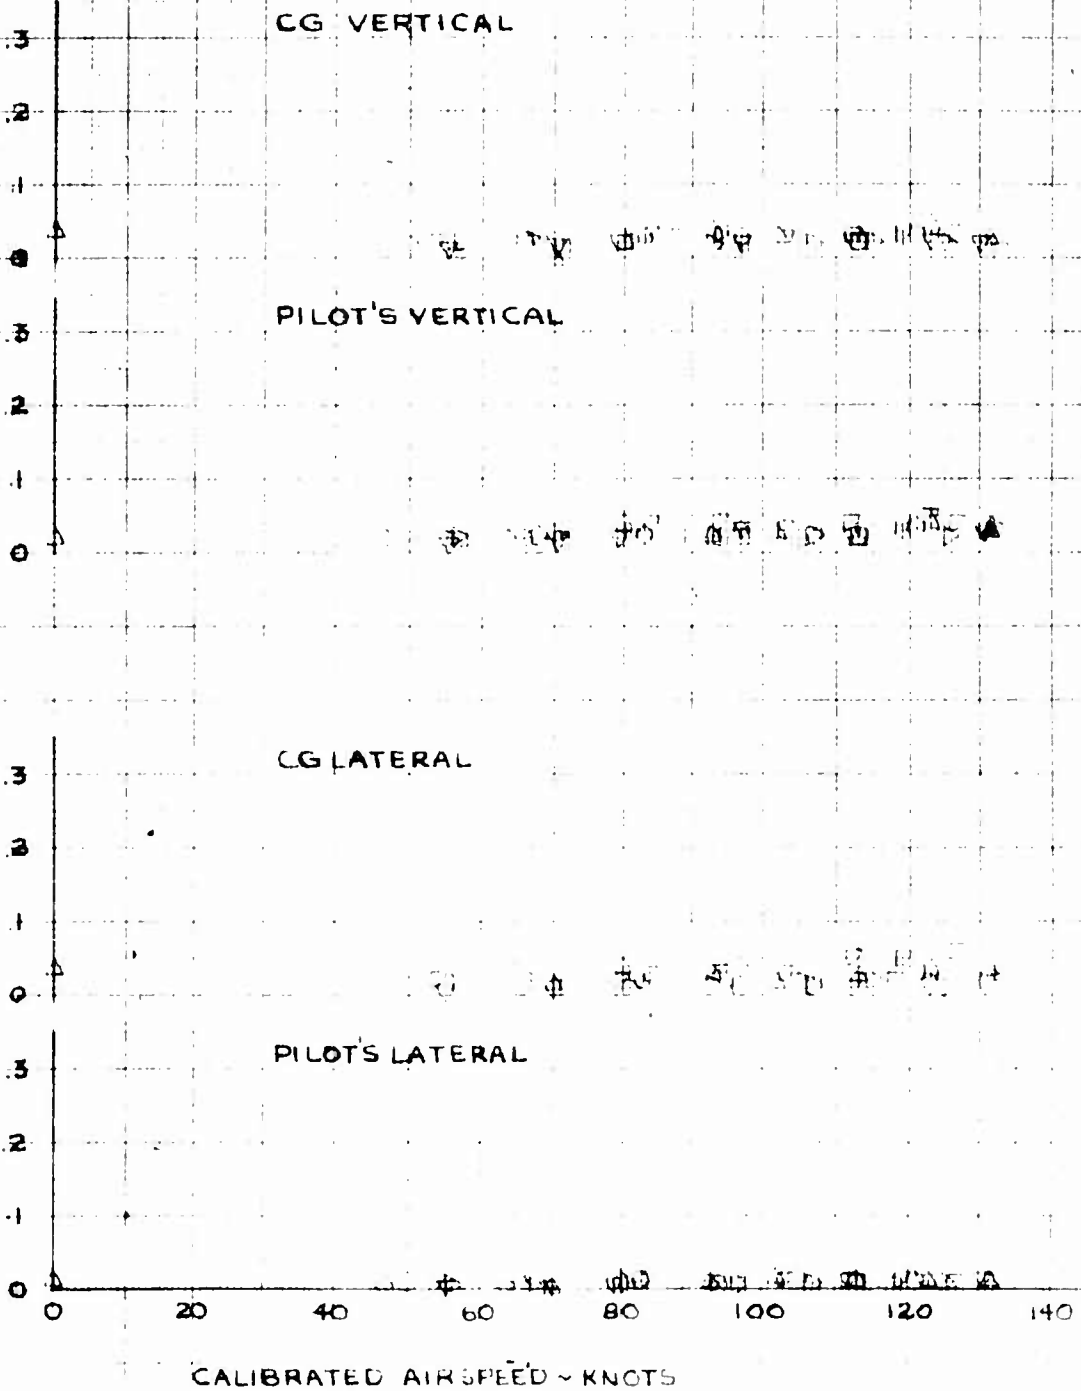 CG VERTICAL
.3
.2
.1
0
PILOT'S VERTICAL
.3
.2
.1
0
CG LATERAL
.3
.2
.1
0
PILOT'S LATERAL
.3
.2
.1
0
0 20 40 60 80 100 120 140
CALIBRATED AIRSPEED ~ KNOTS